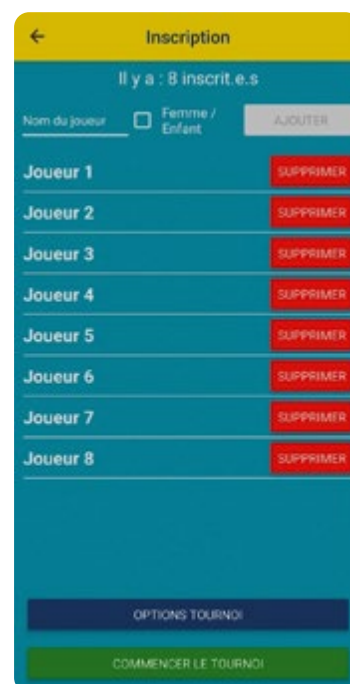 Inscription
Il y a : 8 inscrit.e.s
Nom du joueur
Femme /
Enfant
AJOUTER
Joueur 1 SUPPRIMER
Joueur 2 SUPPRIMER
Joueur 3 SUPPRIMER
Joueur 4 SUPPRIMER
Joueur 5 SUPPRIMER
Joueur 6 SUPPRIMER
Joueur 7 SUPPRIMER
Joueur 8 SUPPRIMER
OPTIONS TOURNOI
COMMENCER LE TOURNOI